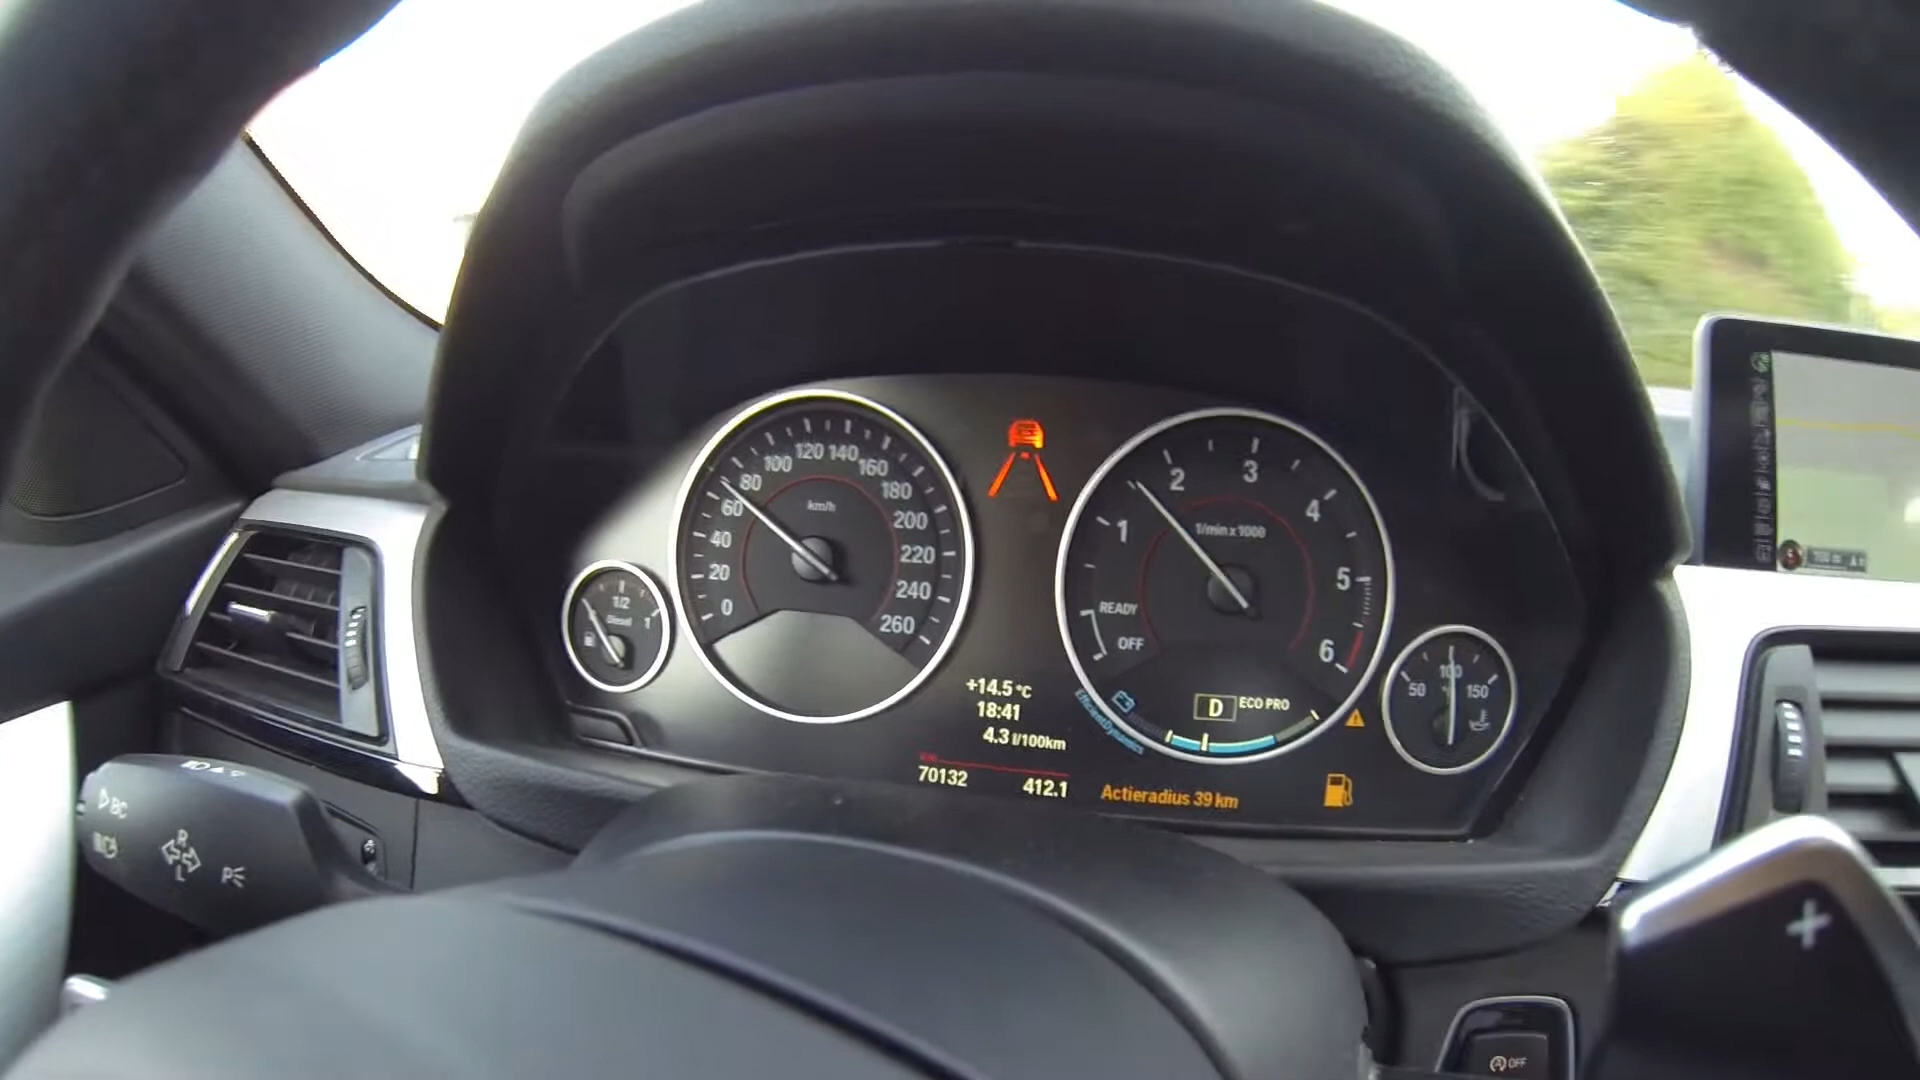 120 140
100 160
80 180
60 km/h 200
40 220
20 240
0 260
1/2
Diesel 1
2 3
1 4
1/min x 1000
5
READY
OFF 6
50 100 150
°C
+14.5 °C
18:41
4.3 l/100km
70132 412.1
EfficientDynamics
D ECO PRO
Actieradius 39 km
BC
R
L
P
+
OFF